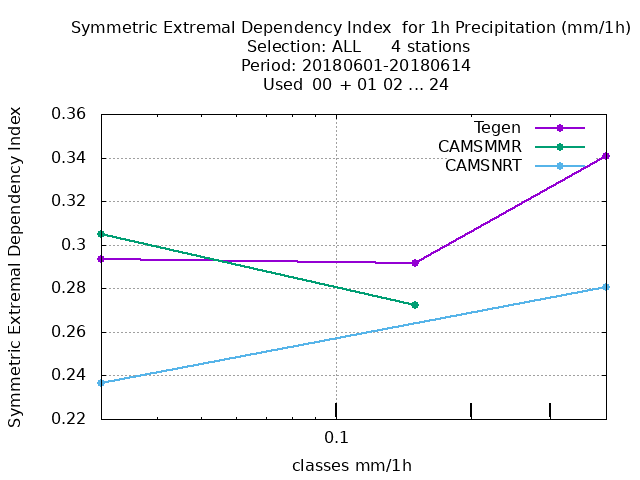 Symmetric Extremal Dependency Index  for 1h Precipitation (mm/1h)
Selection: ALL      4 stations
Period: 20180601-20180614
Used  00 + 01 02 ... 24
Symmetric Extremal Dependency Index
0.36
0.34
0.32
0.3
0.28
0.26
0.24
0.22
Tegen
CAMSMMR
CAMSNRT
0.1
classes mm/1h